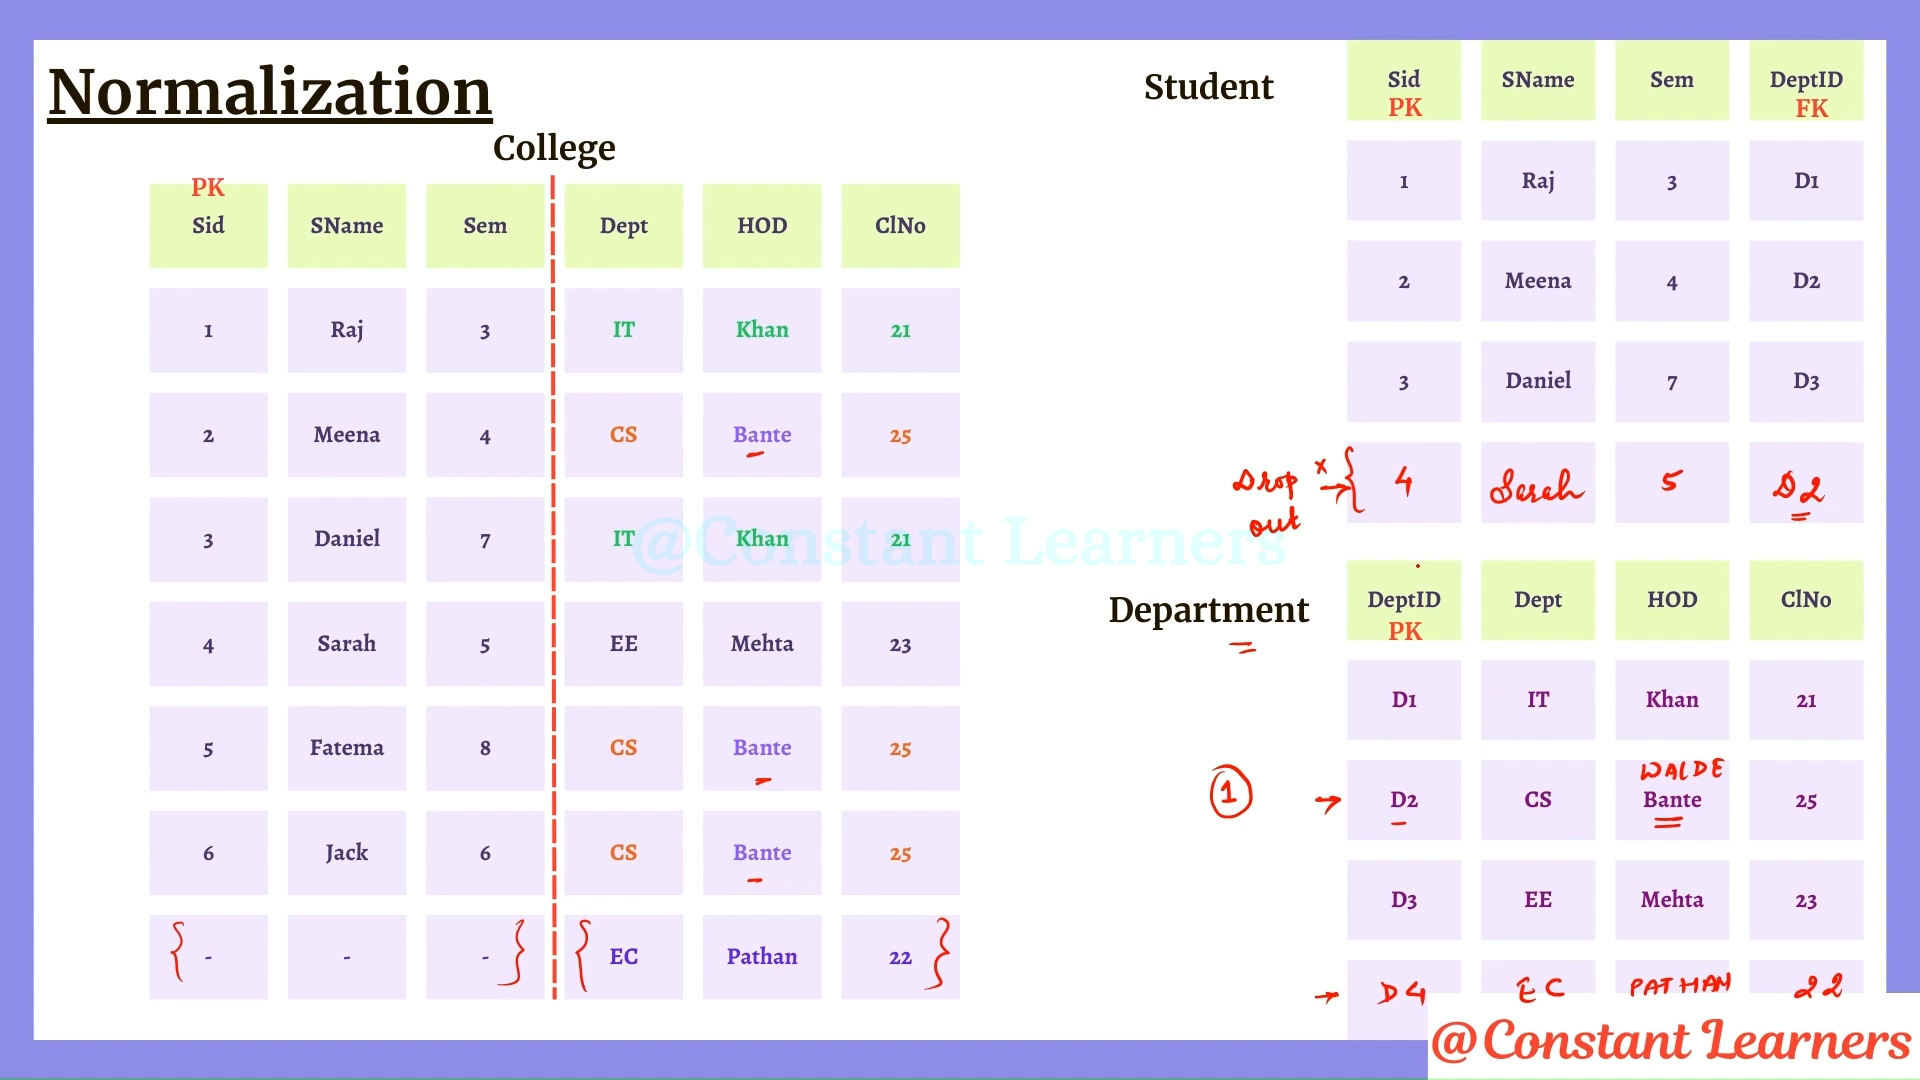 Normalization
College
PK
Sid SName Sem Dept HOD ClNo
1 Raj 3 IT Khan 21
2 Meena 4 CS Bante 25
3 Daniel 7 IT Khan 21
4 Sarah 5 EE Mehta 23
5 Fatema 8 CS Bante 25
6 Jack 6 CS Bante 25
- - - EC Pathan 22
Student
Sid SName Sem DeptID
PK FK
1 Raj 3 D1
2 Meena 4 D2
3 Daniel 7 D3
Drop out x 4 Sarah 5 D2
Department
DeptID Dept HOD ClNo
PK
D1 IT Khan 21
WALDE
1 D2 CS Bante 25
D3 EE Mehta 23
D4 EC PATHAN 22
@Constant Learners
@Constant Learners